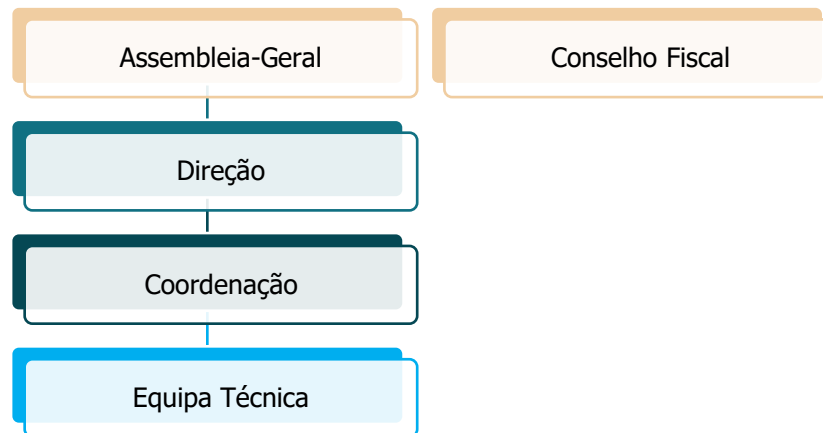 Assembleia-Geral
Conselho Fiscal
Direção
Coordenação
Equipa Técnica